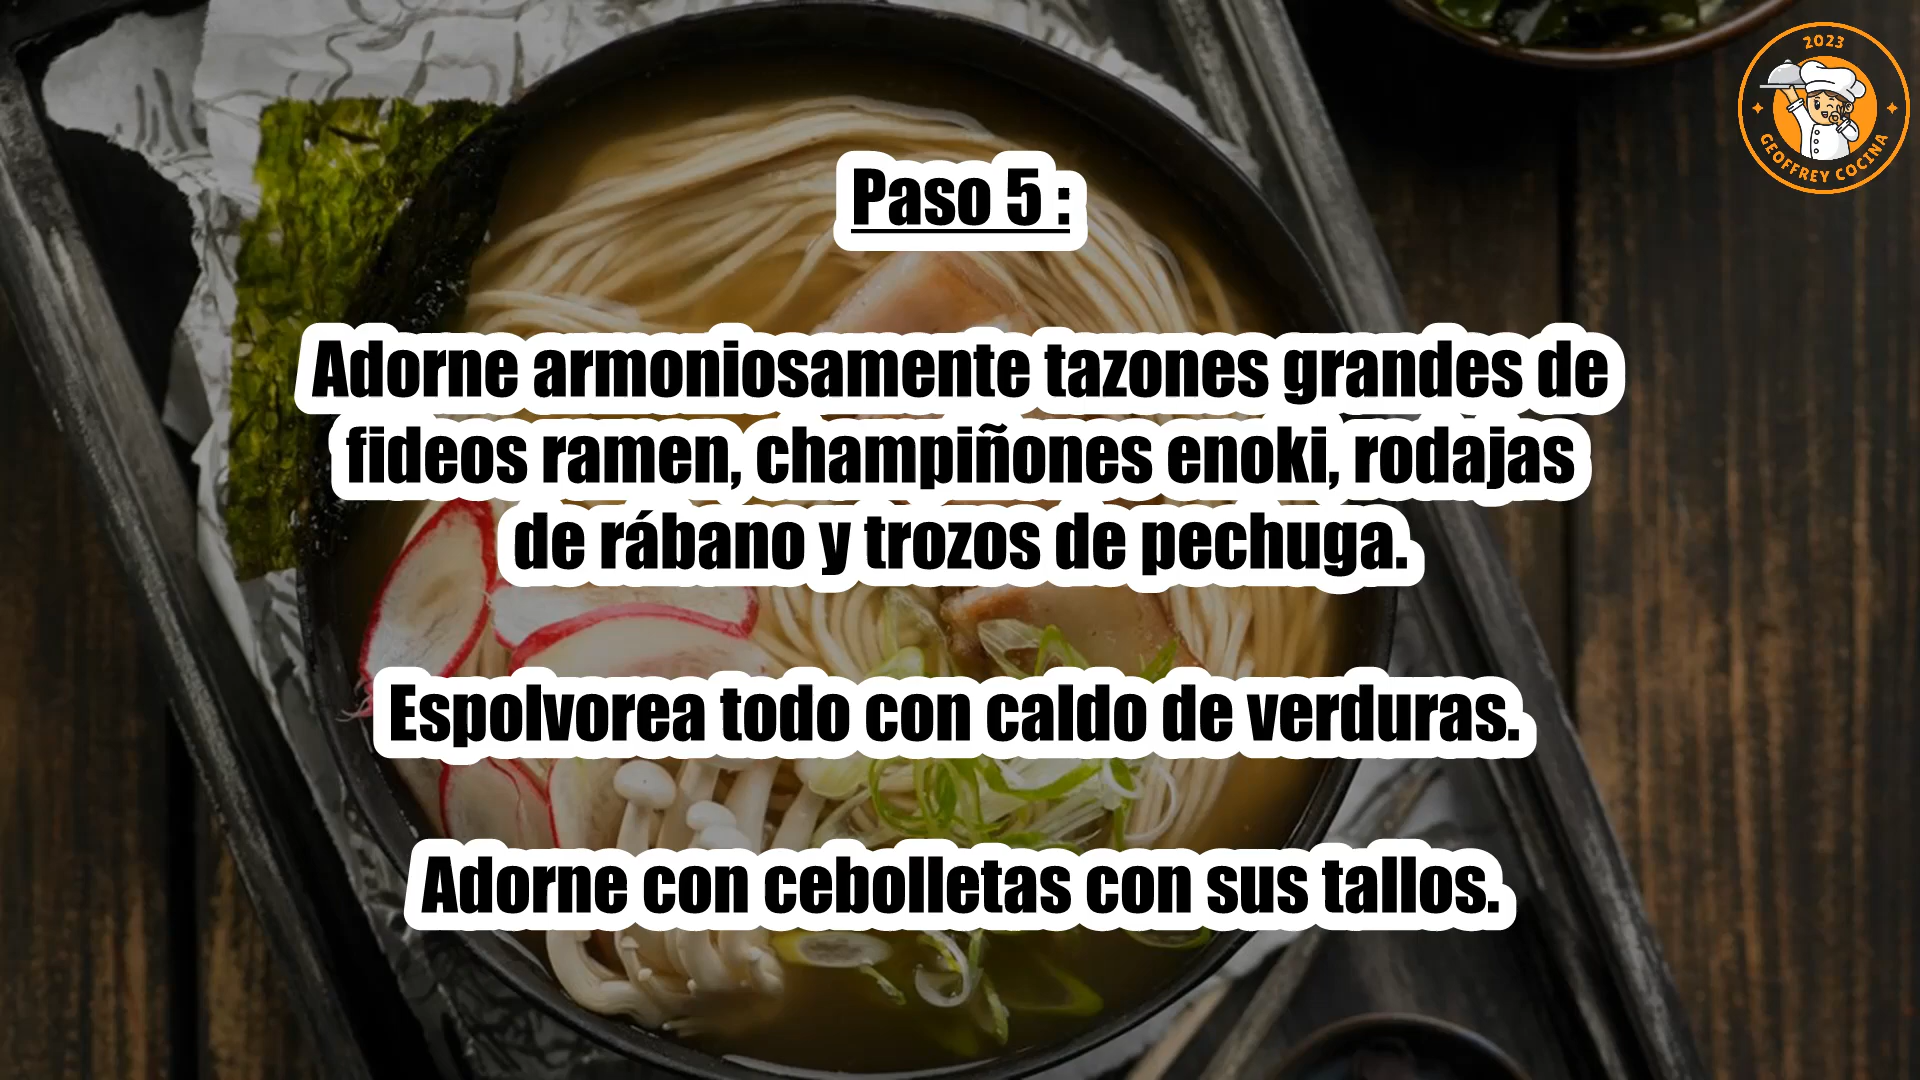 2023
GEOFFREY COCINA
Paso 5 :
Adorne armoniosamente tazones grandes de
fideos ramen, champiñones enoki, rodajas
de rábano y trozos de pechuga.
Espolvorea todo con caldo de verduras.
Adorne con cebolletas con sus tallos.